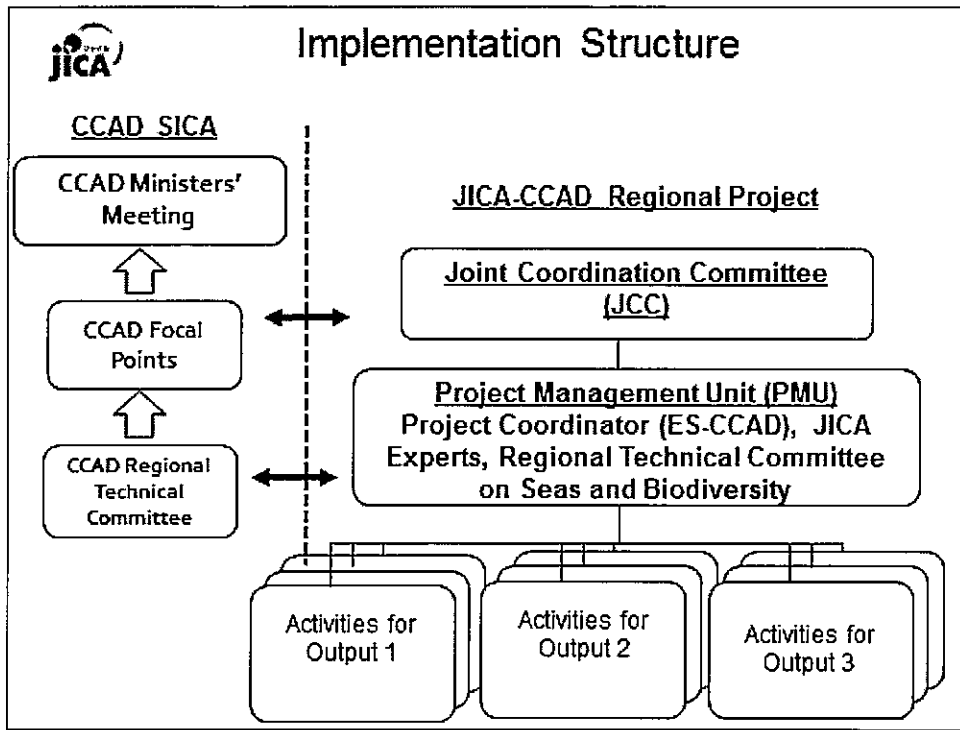 jICA
Implementation Structure
CCAD SICA
CCAD Ministers'
Meeting
CCAD Focal
Points
CCAD Regional
Technical
Committee
JICA-CCAD Regional Project
Joint Coordination Committee
(JCC)
Project Management Unit (PMU)
Project Coordinator (ES-CCAD), JICA
Experts, Regional Technical Committee
on Seas and Biodiversity
Activities for
Output 1
Activities for
Output 2
Activities for
Output 3